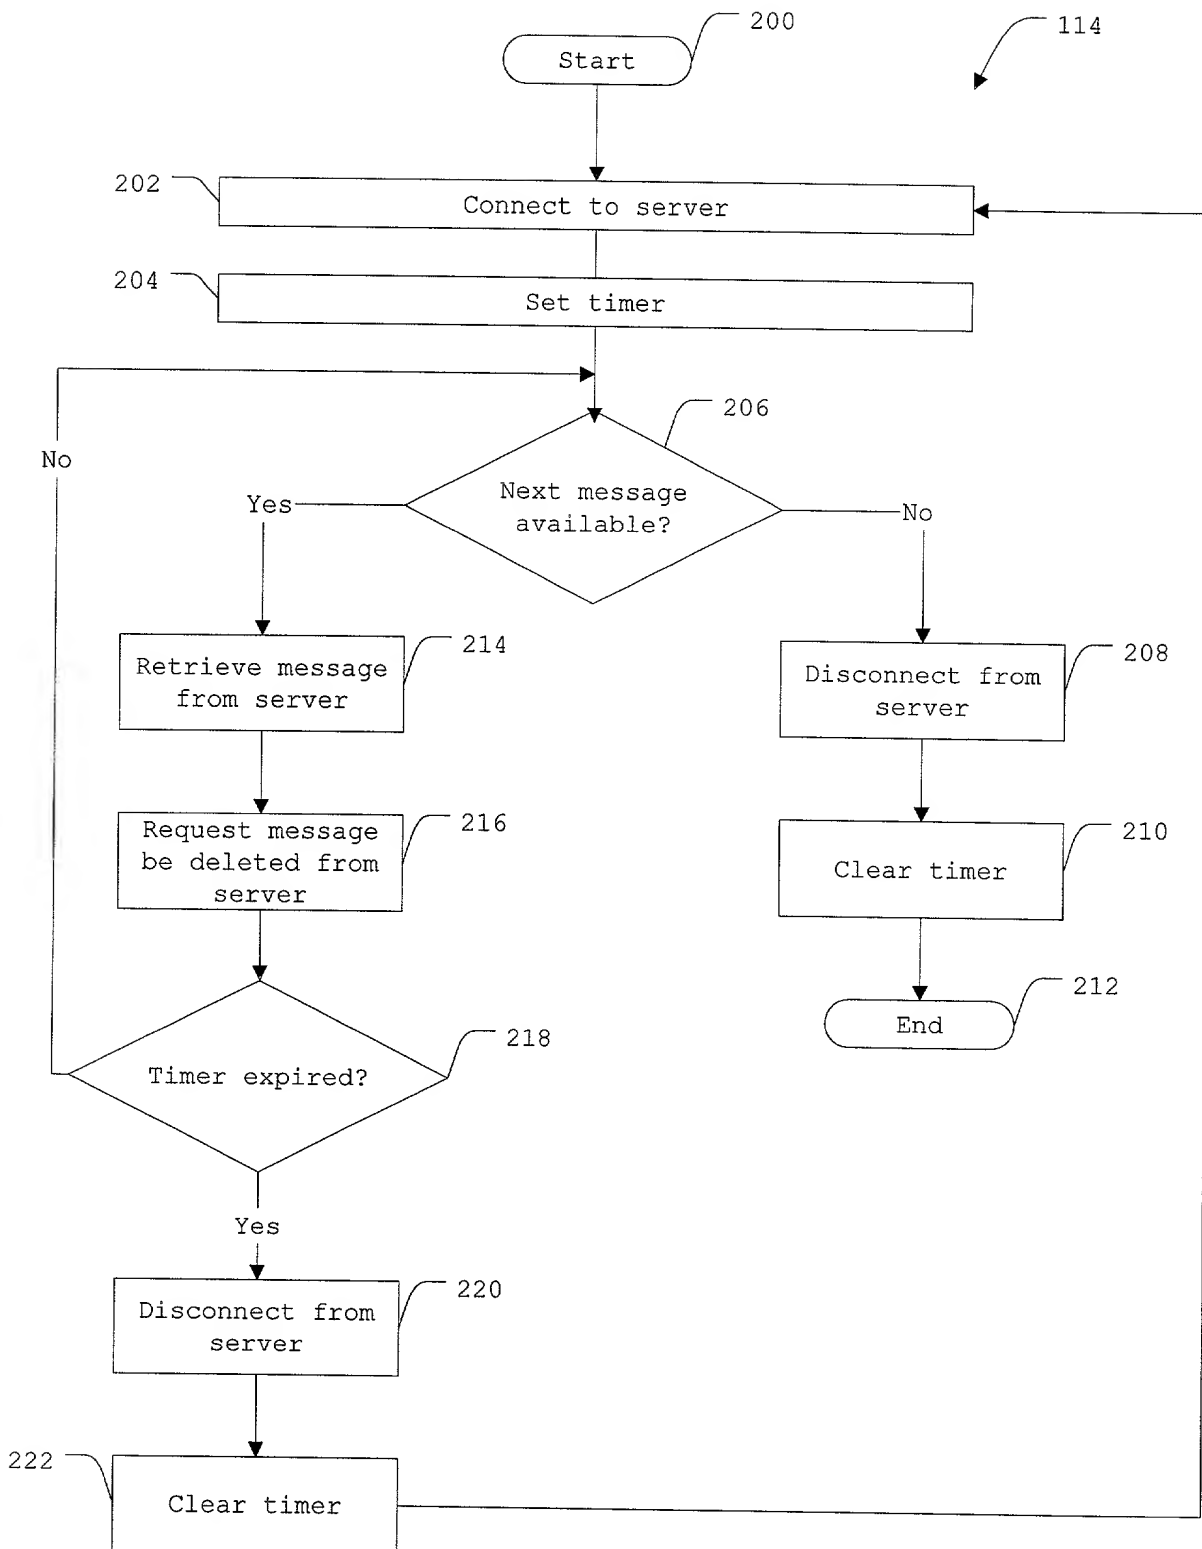 200
114
Start
202
Connect to server
204
Set timer
206
No
Next message
available?
Yes
No
214
Retrieve message
from server
208
Disconnect from
server
216
Request message
be deleted from
server
210
Clear timer
212
End
218
Timer expired?
Yes
220
Disconnect from
server
222
Clear timer